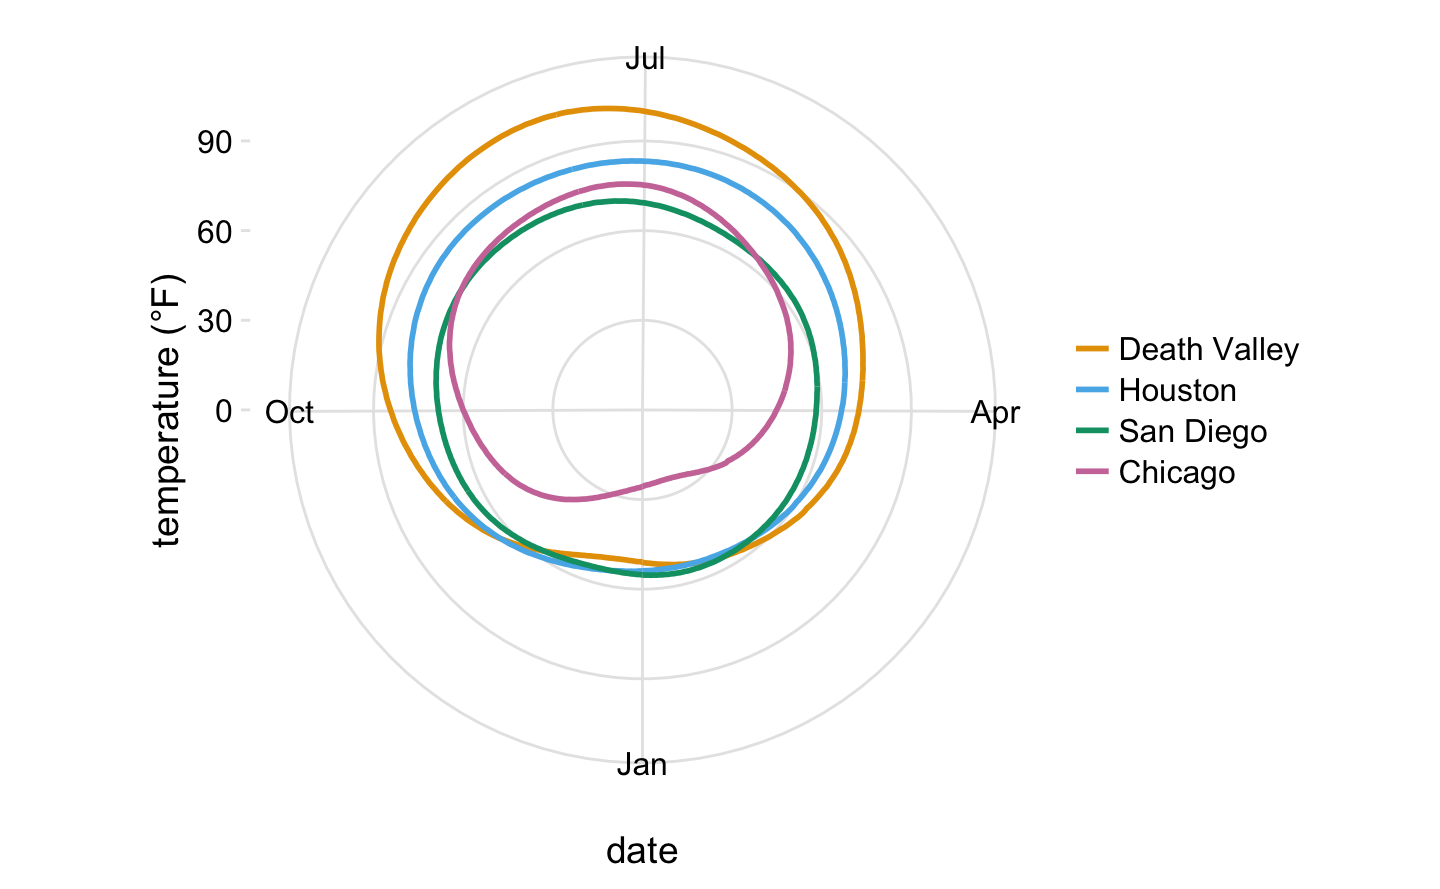 Jul
90
60
30
0
temperature (°F)
Oct
Apr
Jan
date
Death Valley
Houston
San Diego
Chicago